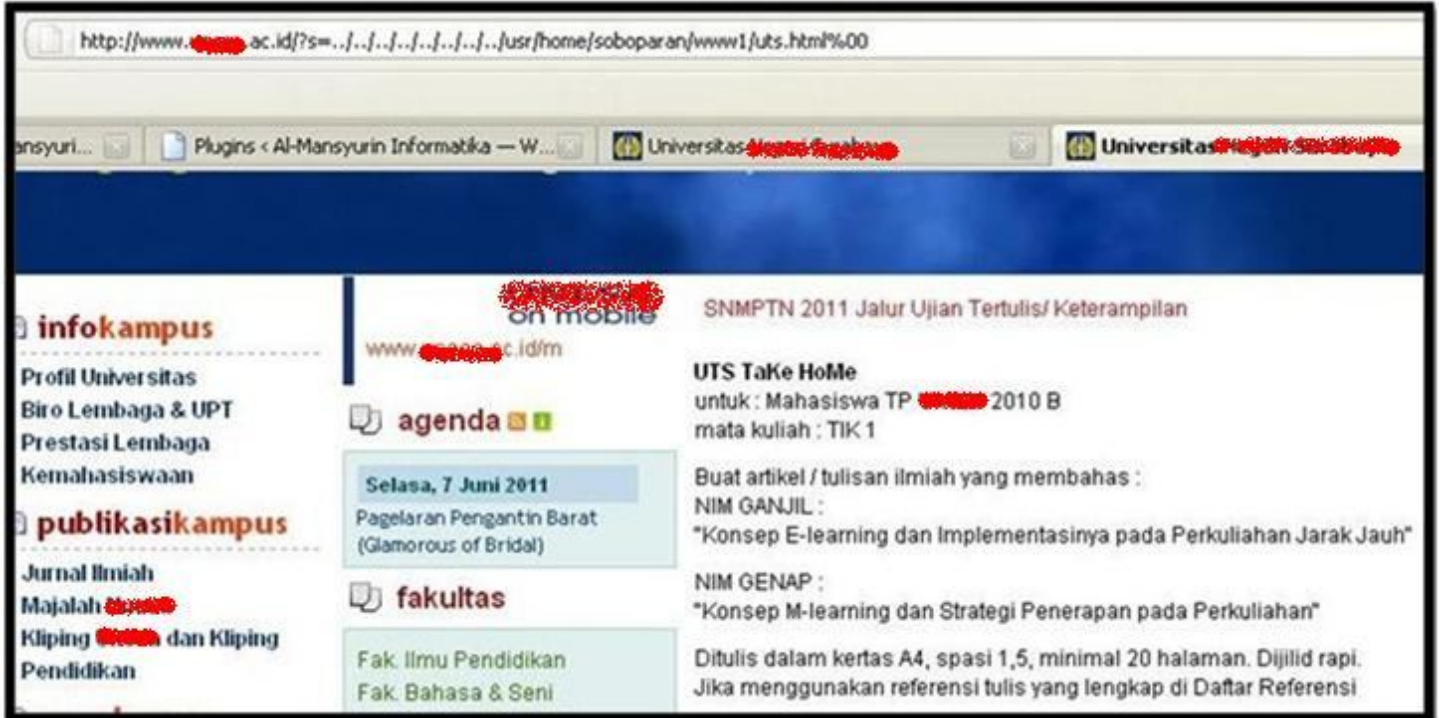 http://www. .ac.id/?s=../../../../../../../../usr/home/soboparan/www1/uts.html%00
ansyuri... Plugins < Al-Mansyurin Informatika — W... Universitas Universitas
infokampus
Profil Universitas
Biro Lembaga & UPT
Prestasi Lembaga
Kemahasiswaan
publikasikampus
Jurnal Ilmiah
Majalah
Kliping dan Kliping
Pendidikan
on mobile
www. .ac.id/m
agenda
Selasa, 7 Juni 2011
Pagelaran Pengantin Barat
(Glamorous of Bridal)
fakultas
Fak. Ilmu Pendidikan
Fak. Bahasa & Seni
SNMPTN 2011 Jalur Ujian Tertulis/ Keterampilan
UTS TaKe HoMe
untuk : Mahasiswa TP 2010 B
mata kuliah : TIK 1
Buat artikel / tulisan ilmiah yang membahas :
NIM GANJIL :
"Konsep E-learning dan Implementasinya pada Perkuliahan Jarak Jauh"
NIM GENAP :
"Konsep M-learning dan Strategi Penerapan pada Perkuliahan"
Ditulis dalam kertas A4, spasi 1,5, minimal 20 halaman. Dijilid rapi.
Jika menggunakan referensi tulis yang lengkap di Daftar Referensi